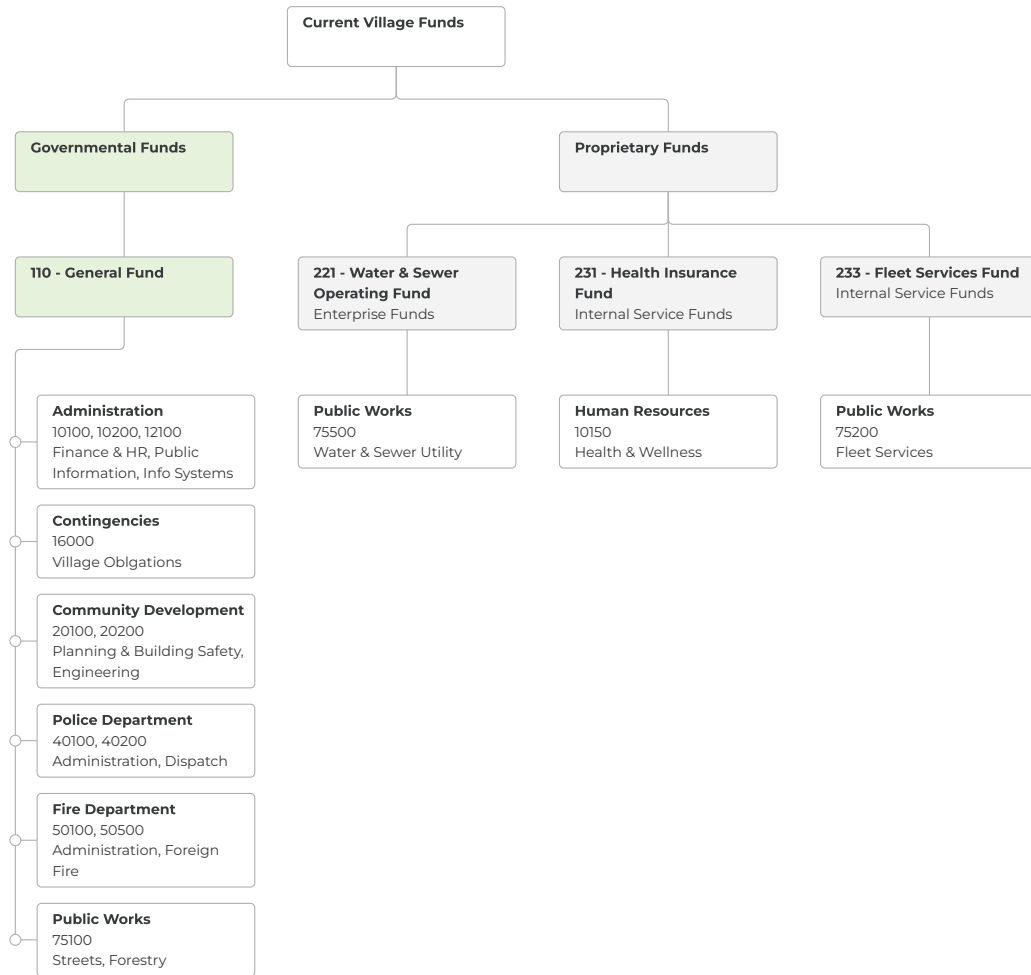 Current Village Funds
Governmental Funds
Proprietary Funds
110 - General Fund
221 - Water & Sewer
Operating Fund
Enterprise Funds
231 - Health Insurance
Fund
Internal Service Funds
233 - Fleet Services Fund
Internal Service Funds
Administration
10100, 10200, 12100
Finance & HR, Public
Information, Info Systems
Public Works
75500
Water & Sewer Utility
Human Resources
10150
Health & Wellness
Public Works
75200
Fleet Services
Contingencies
16000
Village Oblgations
Community Development
20100, 20200
Planning & Building Safety,
Engineering
Police Department
40100, 40200
Administration, Dispatch
Fire Department
50100, 50500
Administration, Foreign
Fire
Public Works
75100
Streets, Forestry